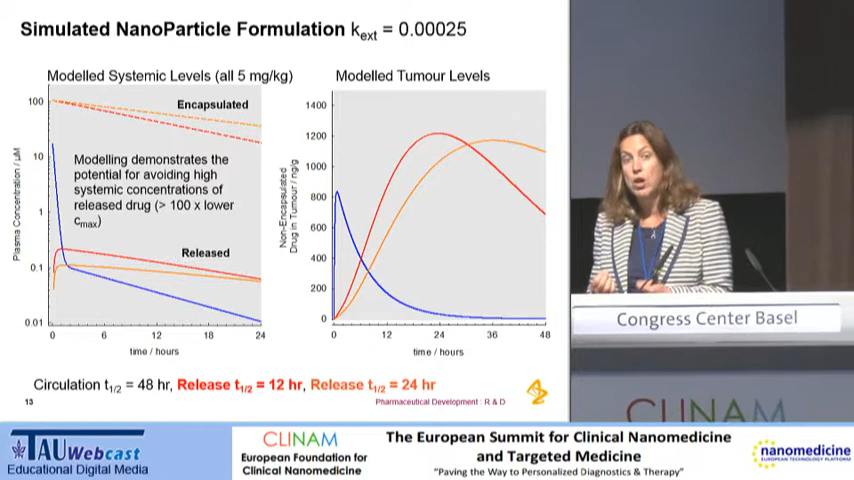 Simulated NanoParticle Formulation kext = 0.00025
Modelled Systemic Levels (all 5 mg/kg)
Plasma Concentration / µM
100
10
1
0.1
0.01
Encapsulated
Modelling demonstrates the
potential for avoiding high
systemic concentrations of
released drug (> 100 x lower
cmax)
Released
0 6 12 18 24
time / hours
Modelled Tumour Levels
Non-Encapsulated
Drug in Tumour / ng/g
1400
1200
1000
800
600
400
200
0
0 12 24 36 48
time / hours
Circulation t1/2 = 48 hr, Release t1/2 = 12 hr, Release t1/2 = 24 hr
13
Pharmaceutical Development : R & D
Congress Center Basel
CLINAM
TAU Webcast
Educational Digital Media
CLINAM
European Foundation for
Clinical Nanomedicine
The European Summit for Clinical Nanomedicine
and Targeted Medicine
"Paving the Way to Personalized Diagnostics & Therapy"
nanomedicine
EUROPEAN TECHNOLOGY PLATFORM